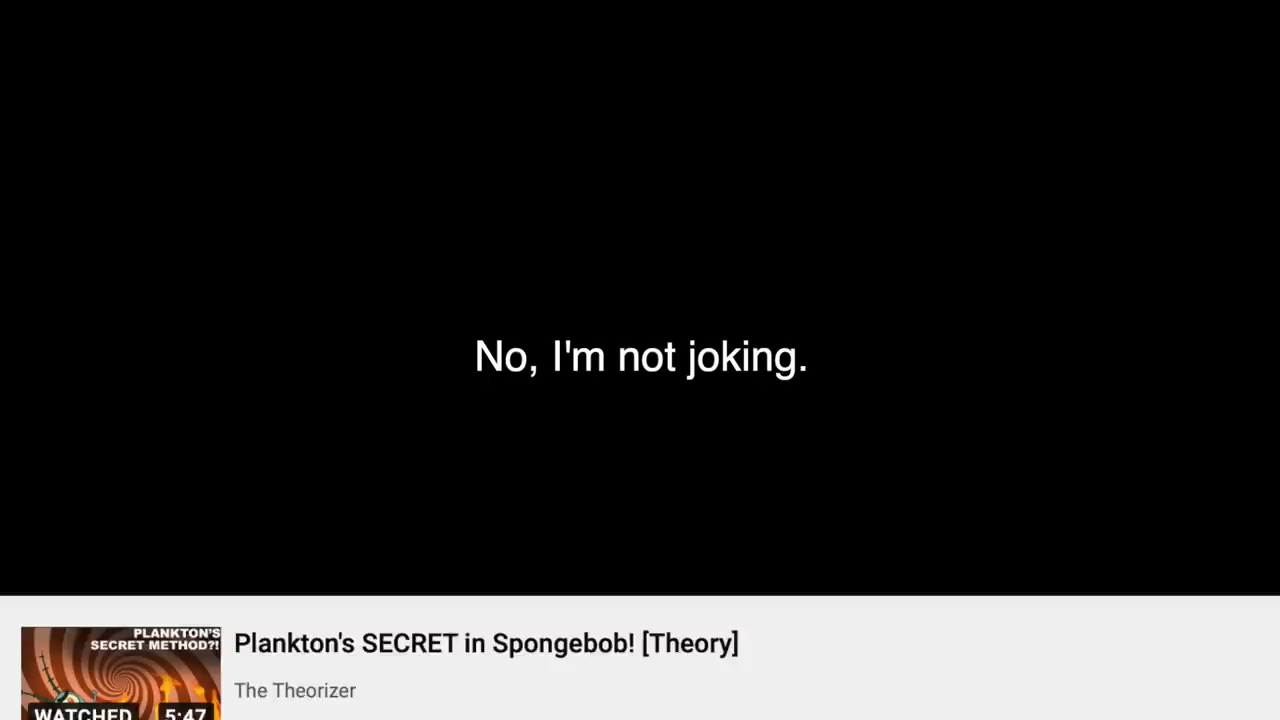 No, I'm not joking.
PLANKTON'S
SECRET METHOD?!
Plankton's SECRET in Spongebob! [Theory]
The Theorizer
WATCHED 5:47